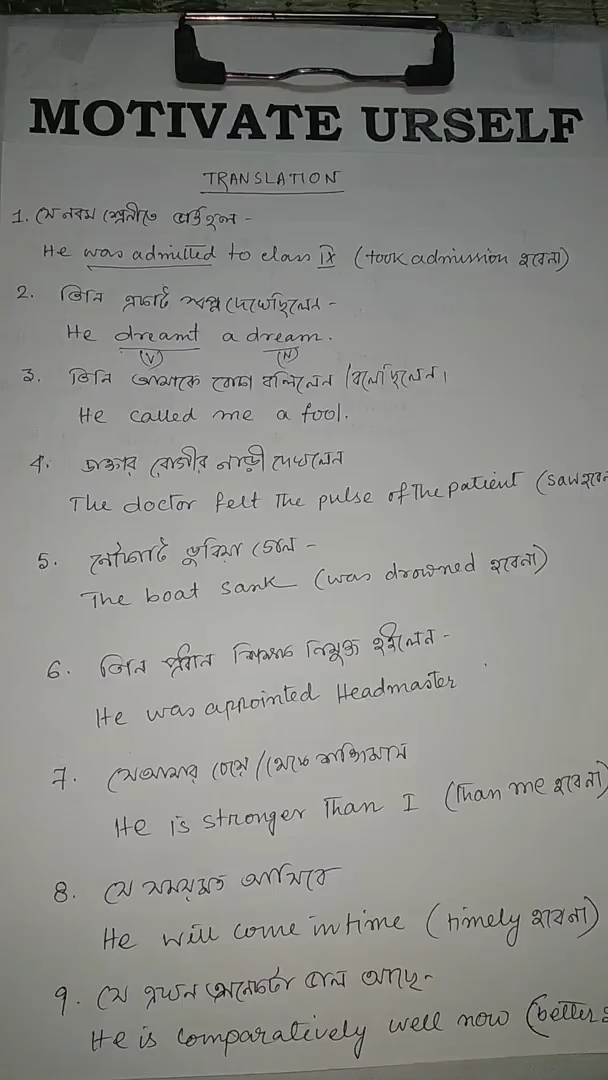 MOTIVATE URSELF
TRANSLATION
1. সে নবম শ্রেনীতে ভর্তি হল -
He was admitted to class IX (took admission হবেনা)
2. তিনি একটি স্বপ্ন দেখেছিলেন -
He dreamt a dream.
(V) (N)
3. তিনি আমাকে বোকা বলিলেন / বলেছিলেন।
He called me a fool.
4. ডাক্তার রোগীর নাড়ী দেখলেন
The doctor felt The pulse of The patient (saw হবেনা
5. নৌকাটি ডুবিয়া গেল -
The boat sank (was drowned হবেনা)
6. তিনি প্রধান শিক্ষক নিযুক্ত হইলেন -
He was appointed Headmaster
7. সে আমার চেয়ে / থেকে শক্তিমান
He is stronger Than I (Than me হবেনা)
8. সে সময়মত আসিবে
He will come in time (timely হবেনা)
9. সে এখন অনেকটা ভাল আছে -
He is comparatively well now (better